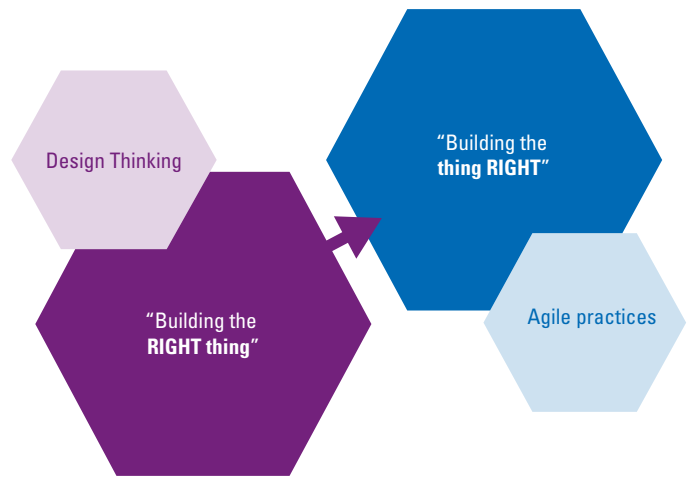 Design Thinking
“Building the
RIGHT thing”
“Building the
thing RIGHT”
Agile practices